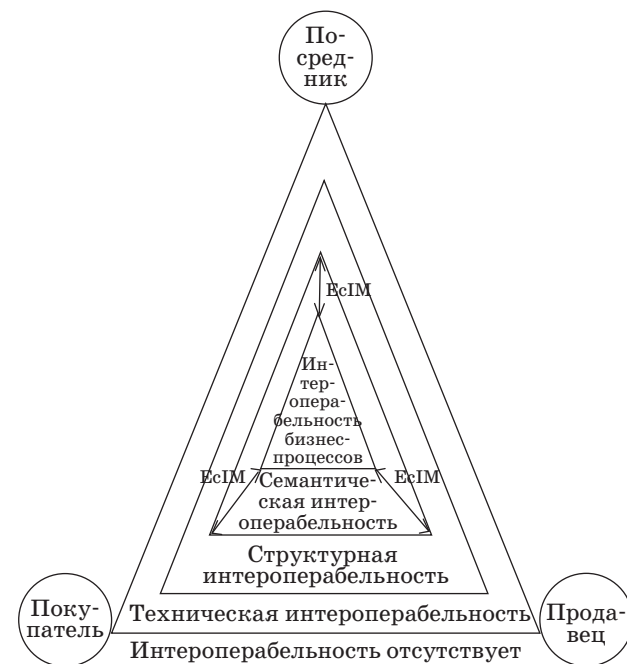 По-
сред-
ник
EcIM
Ин-
тер-
опера-
бельность
бизнес-
процессов
EcIM
EcIM
Семантиче-
ская интер-
операбельность
Структурная
интероперабельность
Поку-
патель
Техническая интероперабельность
Прода-
вец
Интероперабельность отсутствует